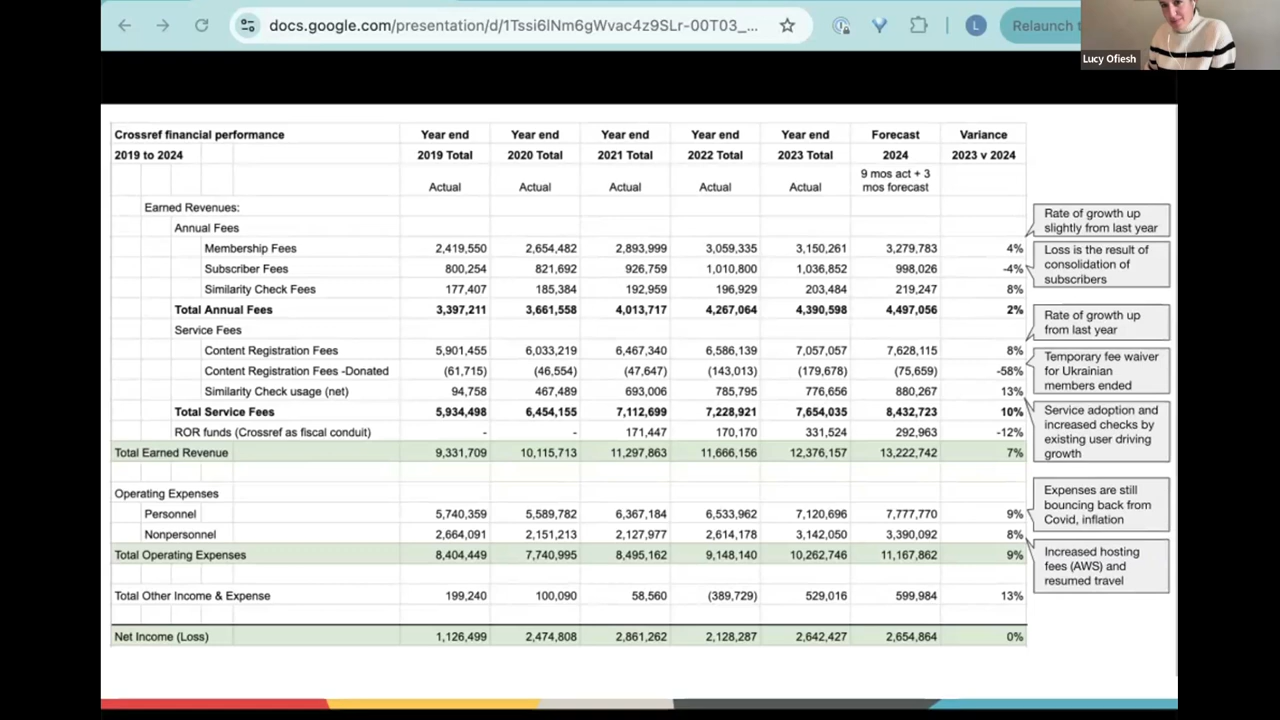 docs.google.com/presentation/d/1Tssi6lNm6gWvac4z9SLr-00T03_...
L
Relaunch t
Lucy Ofiesh
Crossref financial performance Year end Year end Year end Year end Year end Forecast Variance
2019 to 2024 2019 Total 2020 Total 2021 Total 2022 Total 2023 Total 2024 2023 v 2024
Actual Actual Actual Actual Actual 9 mos act + 3 mos forecast
Earned Revenues:
Annual Fees
Membership Fees 2,419,550 2,654,482 2,893,999 3,059,335 3,150,261 3,279,783 4%
Subscriber Fees 800,254 821,692 926,759 1,010,800 1,036,852 998,026 -4%
Similarity Check Fees 177,407 185,384 192,959 196,929 203,484 219,247 8%
Total Annual Fees 3,397,211 3,661,558 4,013,717 4,267,064 4,390,598 4,497,056 2%
Service Fees
Content Registration Fees 5,901,455 6,033,219 6,467,340 6,586,139 7,057,057 7,628,115 8%
Content Registration Fees -Donated (61,715) (46,554) (47,647) (143,013) (179,678) (75,659) -58%
Similarity Check usage (net) 94,758 467,489 693,006 785,795 776,656 880,267 13%
Total Service Fees 5,934,498 6,454,155 7,112,699 7,228,921 7,654,035 8,432,723 10%
ROR funds (Crossref as fiscal conduit) - - 171,447 170,170 331,524 292,963 -12%
Total Earned Revenue 9,331,709 10,115,713 11,297,863 11,666,156 12,376,157 13,222,742 7%
Operating Expenses
Personnel 5,740,359 5,589,782 6,367,184 6,533,962 7,120,696 7,777,770 9%
Nonpersonnel 2,664,091 2,151,213 2,127,977 2,614,178 3,142,050 3,390,092 8%
Total Operating Expenses 8,404,449 7,740,995 8,495,162 9,148,140 10,262,746 11,167,862 9%
Total Other Income & Expense 199,240 100,090 58,560 (389,729) 529,016 599,984 13%
Net Income (Loss) 1,126,499 2,474,808 2,861,262 2,128,287 2,642,427 2,654,864 0%
Rate of growth up
slightly from last year
Loss is the result of
consolidation of
subscribers
Rate of growth up
from last year
Temporary fee waiver
for Ukrainian
members ended
Service adoption and
increased checks by
existing user driving
growth
Expenses are still
bouncing back from
Covid, inflation
Increased hosting
fees (AWS) and
resumed travel